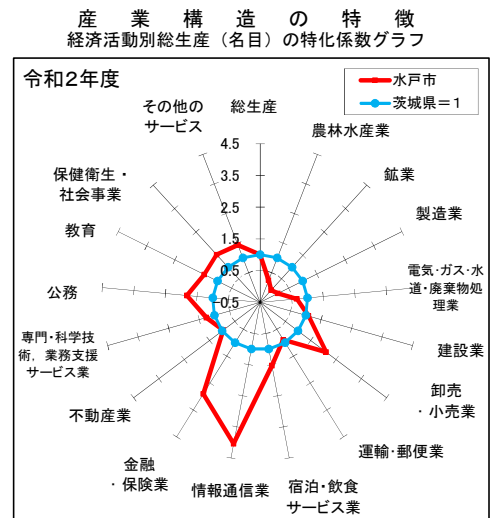 産業構造の特徴
経済活動別総生産（名目）の特化係数グラフ
令和2年度
水戸市
茨城県＝1
総生産
農林水産業
鉱業
製造業
電気・ガス・水
道・廃棄物処
理業
建設業
卸売
・小売業
運輸・郵便業
宿泊・飲食
サービス業
情報通信業
金融
・保険業
不動産業
専門・科学技
術，業務支援
サービス業
公務
教育
保健衛生・
社会事業
その他の
サービス
4.5
3.5
2.5
1.5
0.5
-0.5